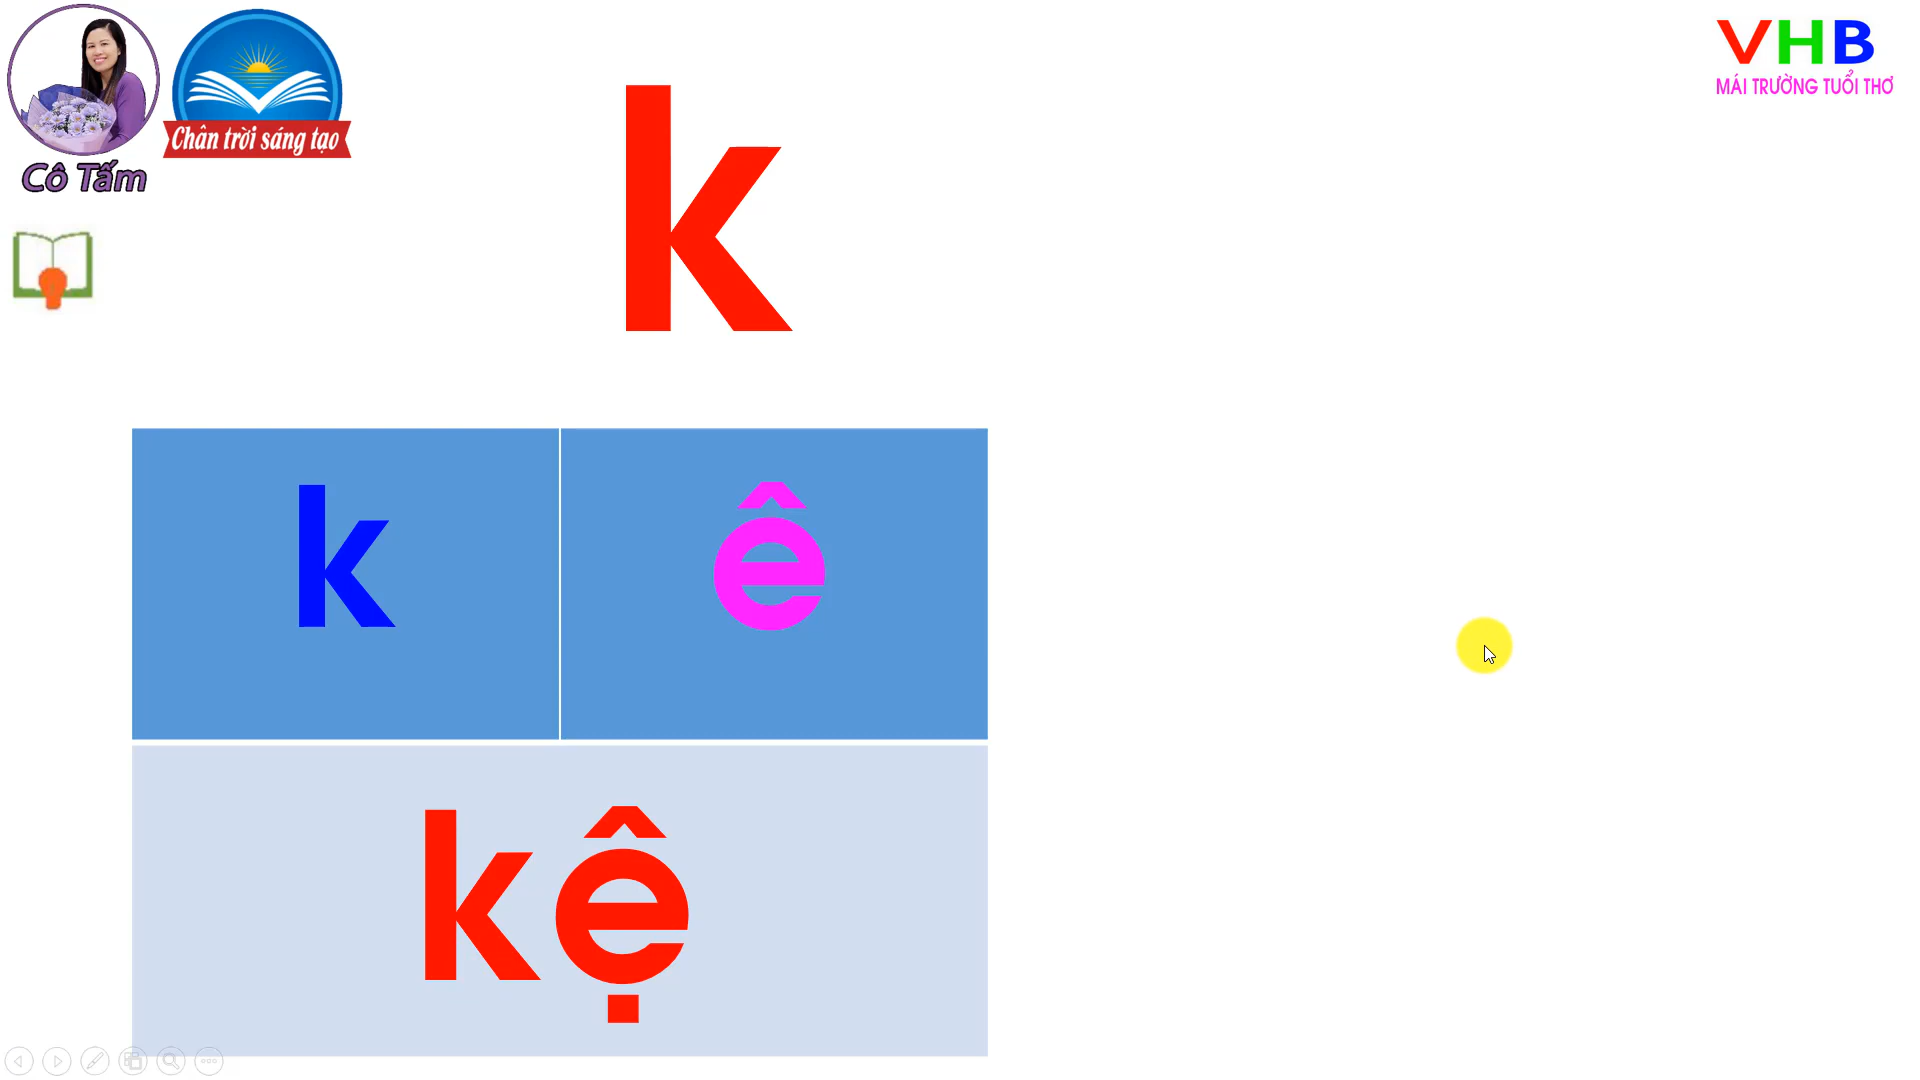 Cô Tấm
Chân trời sáng tạo
VHB
MÁI TRƯỜNG TUỔI THƠ
k
k ê
kệ